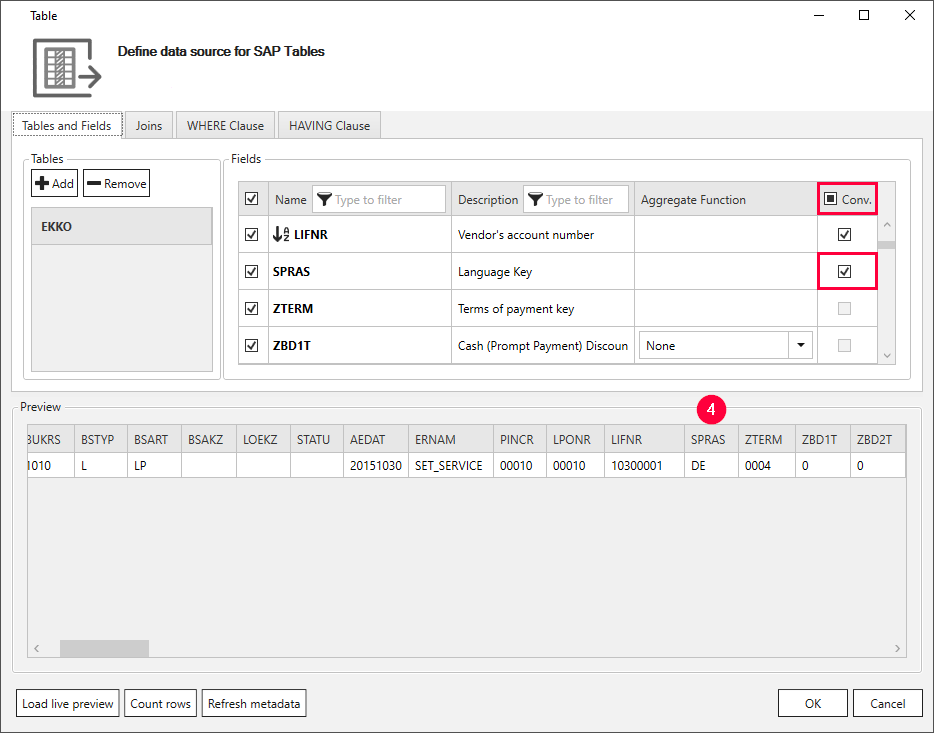 Table
Define data source for SAP Tables
Tables and Fields Joins WHERE Clause HAVING Clause
Tables Fields
Add Remove
Name Type to filter Description Type to filter Aggregate Function Conv.
EKKO
LIFNR Vendor's account number
SPRAS Language Key
ZTERM Terms of payment key
ZBD1T Cash (Prompt Payment) Discoun None
Preview
4
BUKRS BSTYP BSART BSAKZ LOEKZ STATU AEDAT ERNAM PINCR LPONR LIFNR SPRAS ZTERM ZBD1T ZBD2T
1010 L LP 20151030 SET_SERVICE 00010 00010 10300001 DE 0004 0 0
Load live preview Count rows Refresh metadata OK Cancel